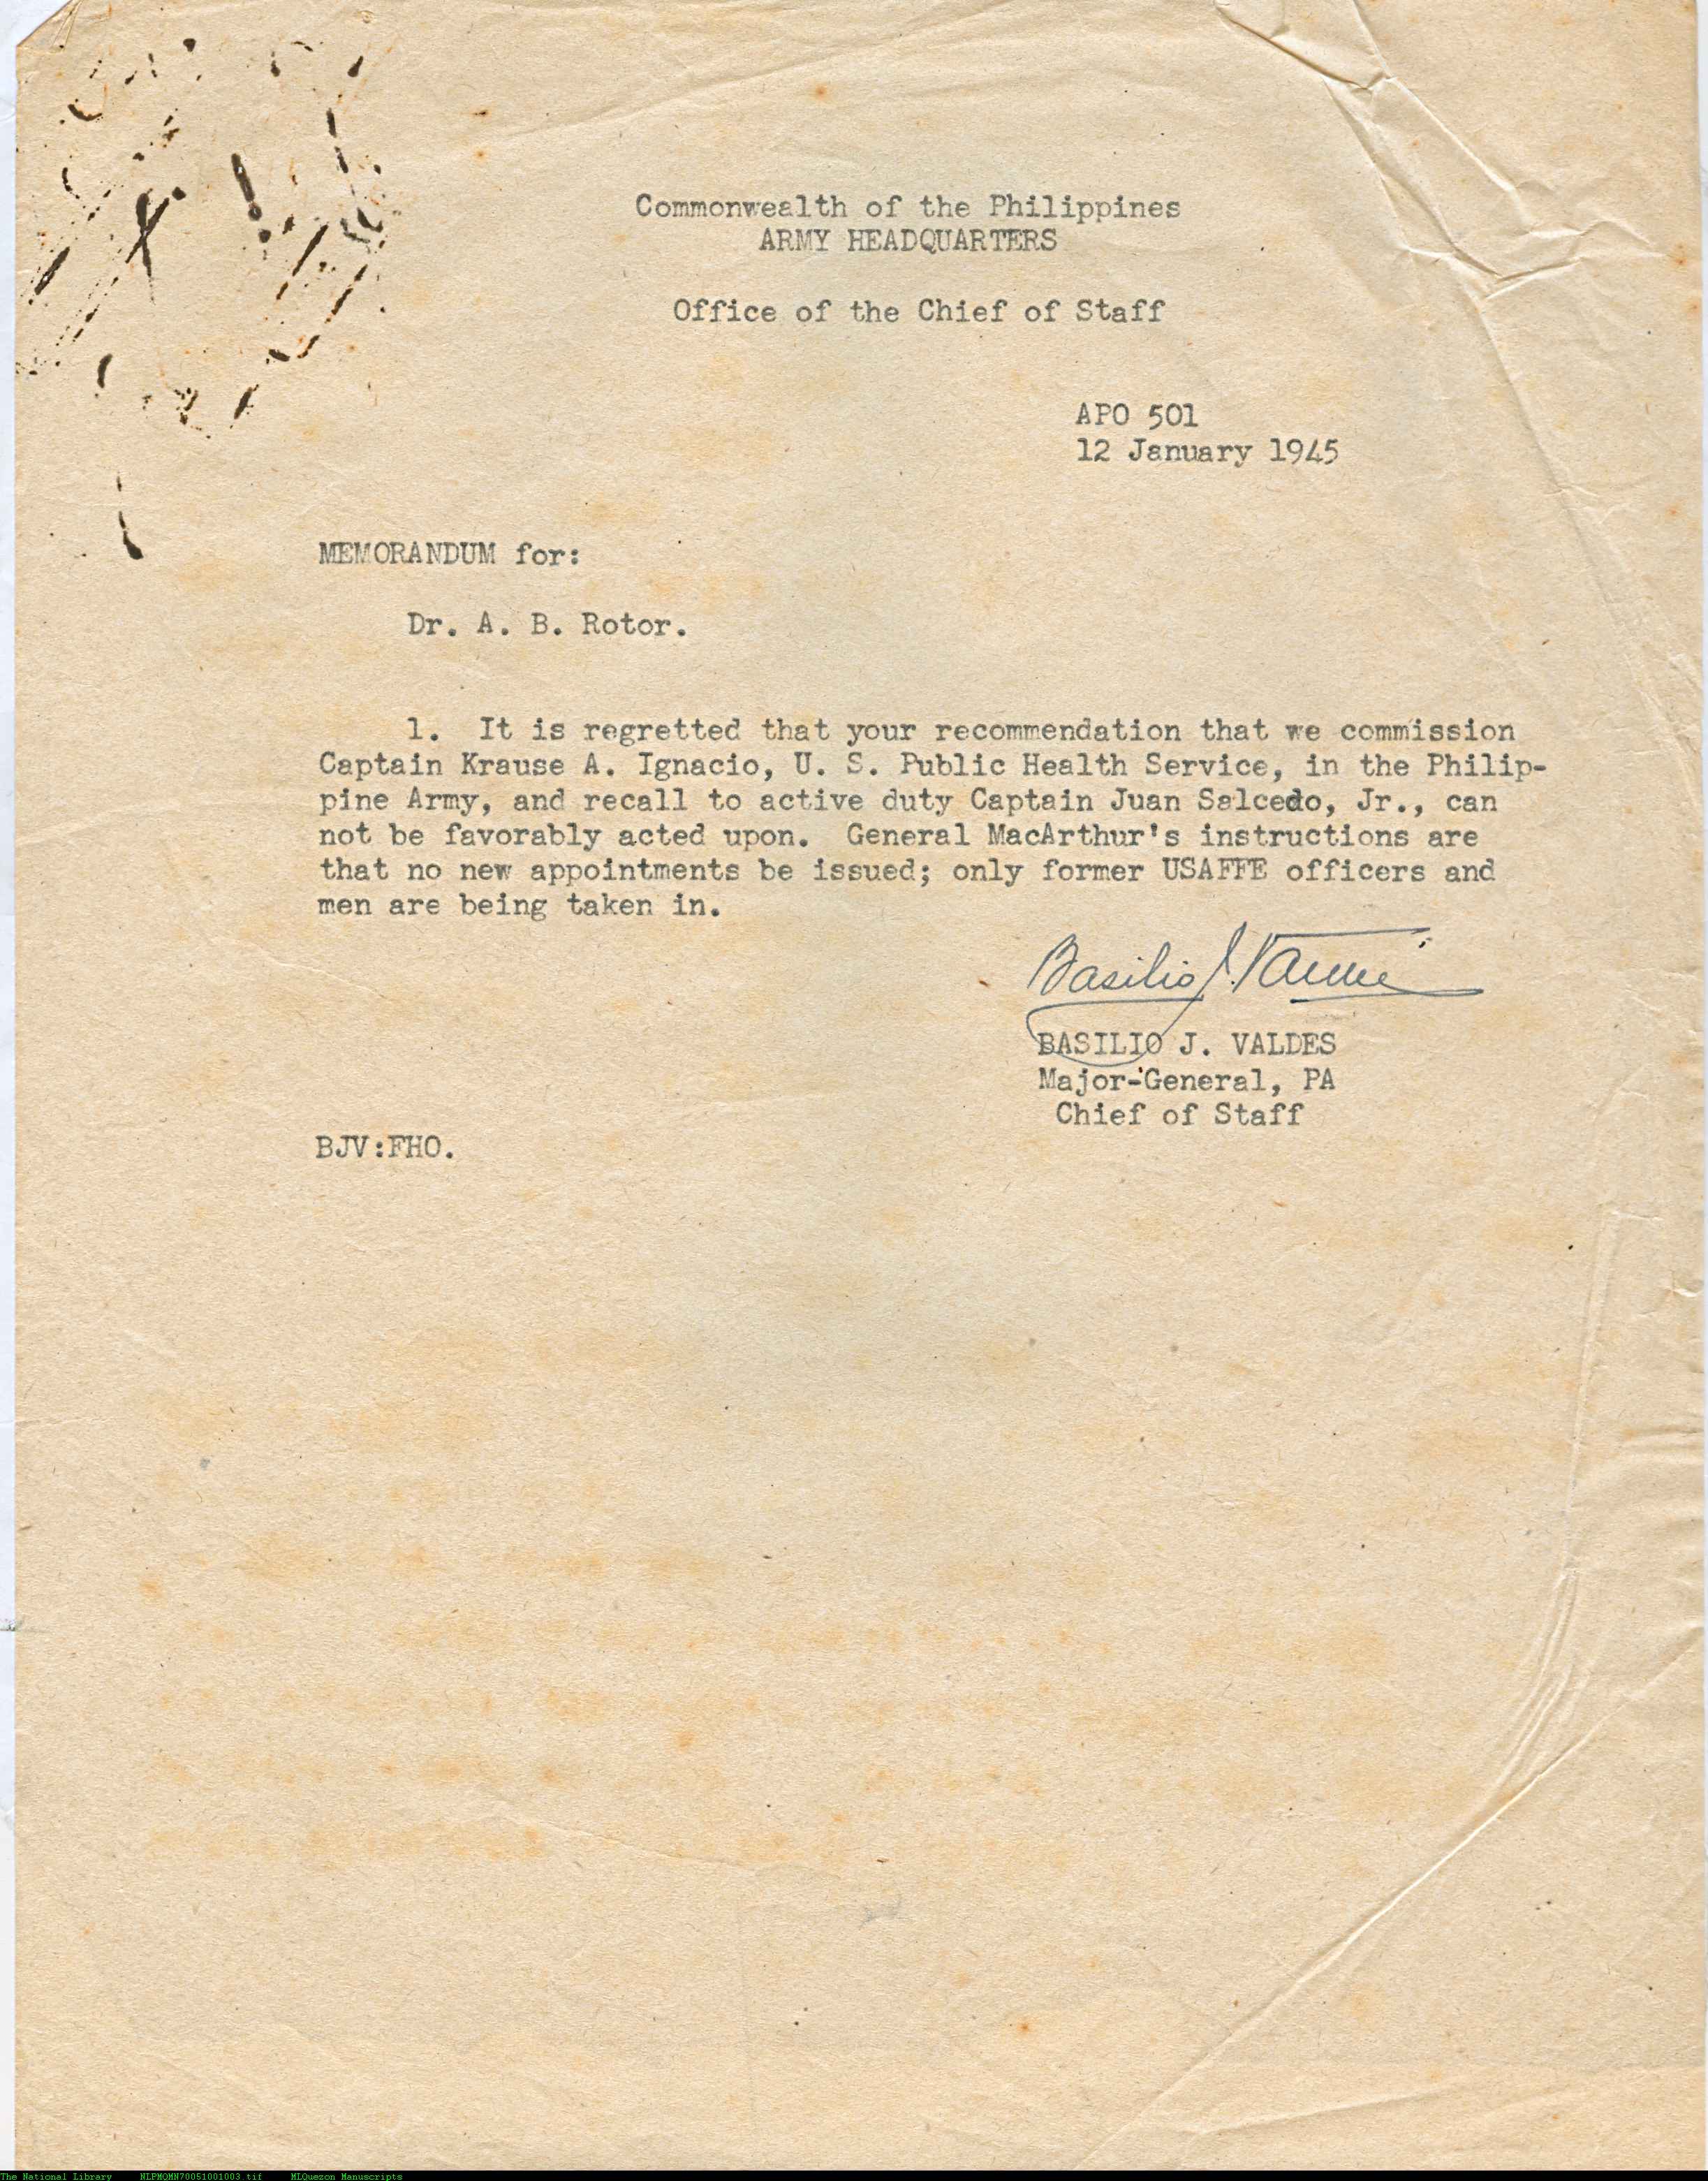 Commonwealth of the Philippines
ARMY HEADQUARTERS
Office of the Chief of Staff
APO 501
12 January 1945
MEMORANDUM for:
Dr. A. B. Rotor.
1. It is regretted that your recommendation that we commission
Captain Krause A. Ignacio, U. S. Public Health Service, in the Philip-
pine Army, and recall to active duty Captain Juan Salcedo, Jr., can
not be favorably acted upon. General MacArthur's instructions are
that no new appointments be issued; only former USAFFE officers and
men are being taken in.
Basilio J. Valdes
BASILIO J. VALDES
Major-General, PA
Chief of Staff
BJV:FHO.
The National Library NLPMQMN70051001003.tif MLQuezon Manuscripts